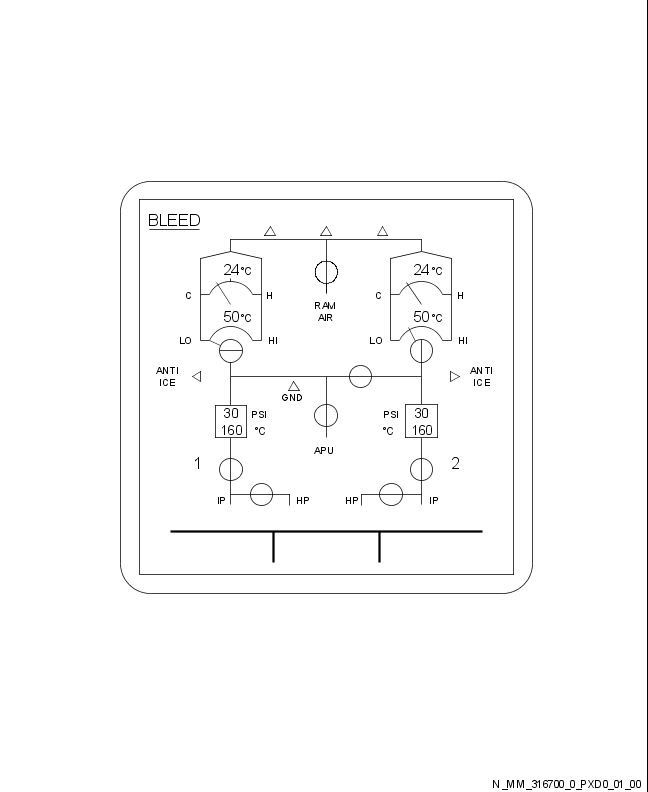 BLEED
24°C 24°C
C H C H
RAM
AIR
50°C 50°C
LO HI LO HI
ANTI
ICE
ANTI
ICE
GND
30 PSI PSI 30
160 °C °C 160
APU
1 2
IP HP HP IP
N_MM_316700_0_PXD0_01_00